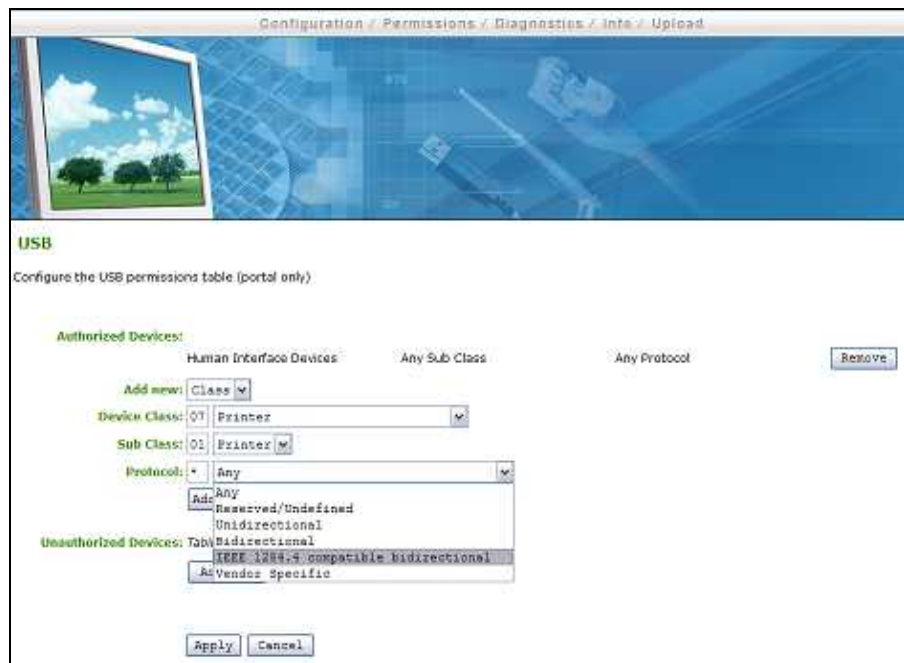 Configuration / Permissions / Diagnostics / Info / Upload
USB
Configure the USB permissions table (portal only)
Authorized Devices:
Human Interface Devices Any Sub Class Any Protocol Remove
Add new: Class
Device Class: 07 Printer
Sub Class: 01 Printer
Protocol: * Any
Any
Reserved/Undefined
Unidirectional
Bidirectional
Unauthorized Devices:
IEEE 1284.4 compatible bidirectional
Vendor Specific
Apply Cancel